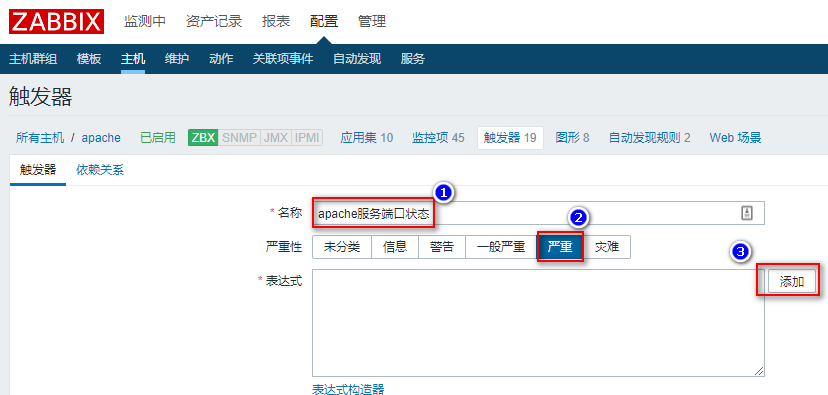 ZABBIX 监测中 资产记录 报表 配置 管理
主机群组 模板 主机 维护 动作 关联项事件 自动发现 服务
触发器
所有主机 / apache 已启用 ZBX SNMP JMX IPMI 应用集 10 监控项 45 触发器 19 图形 8 自动发现规则 2 Web 场景
触发器 依赖关系
1
* 名称 apache服务端口状态
2
严重性 未分类 信息 警告 一般严重 严重 灾难
3
* 表达式 添加
表达式构造器